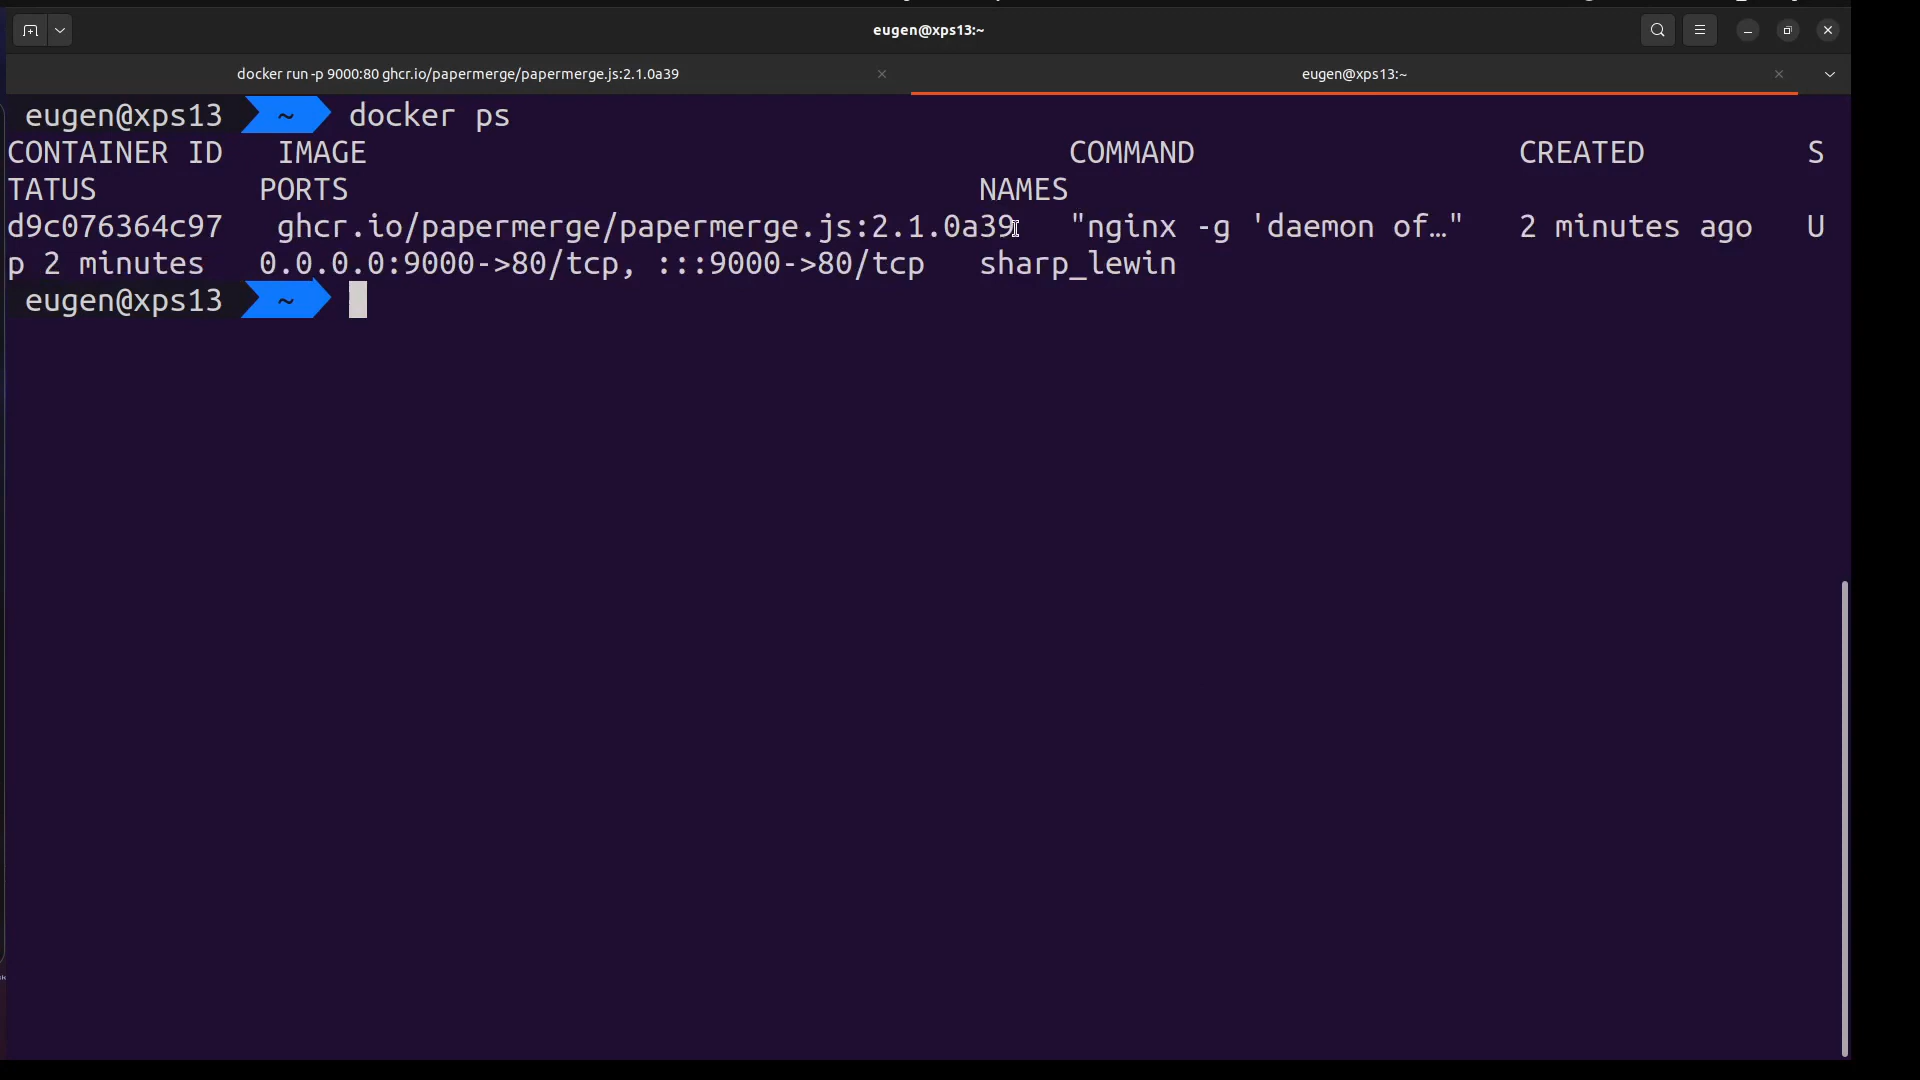 eugen@xps13:~
docker run -p 9000:80 ghcr.io/papermerge/papermerge.js:2.1.0a39
eugen@xps13:~
eugen@xps13 ~ docker ps
CONTAINER ID IMAGE COMMAND CREATED S
TATUS PORTS NAMES
d9c076364c97 ghcr.io/papermerge/papermerge.js:2.1.0a39 "nginx -g 'daemon of…" 2 minutes ago U
p 2 minutes 0.0.0.0:9000->80/tcp, :::9000->80/tcp sharp_lewin
eugen@xps13 ~